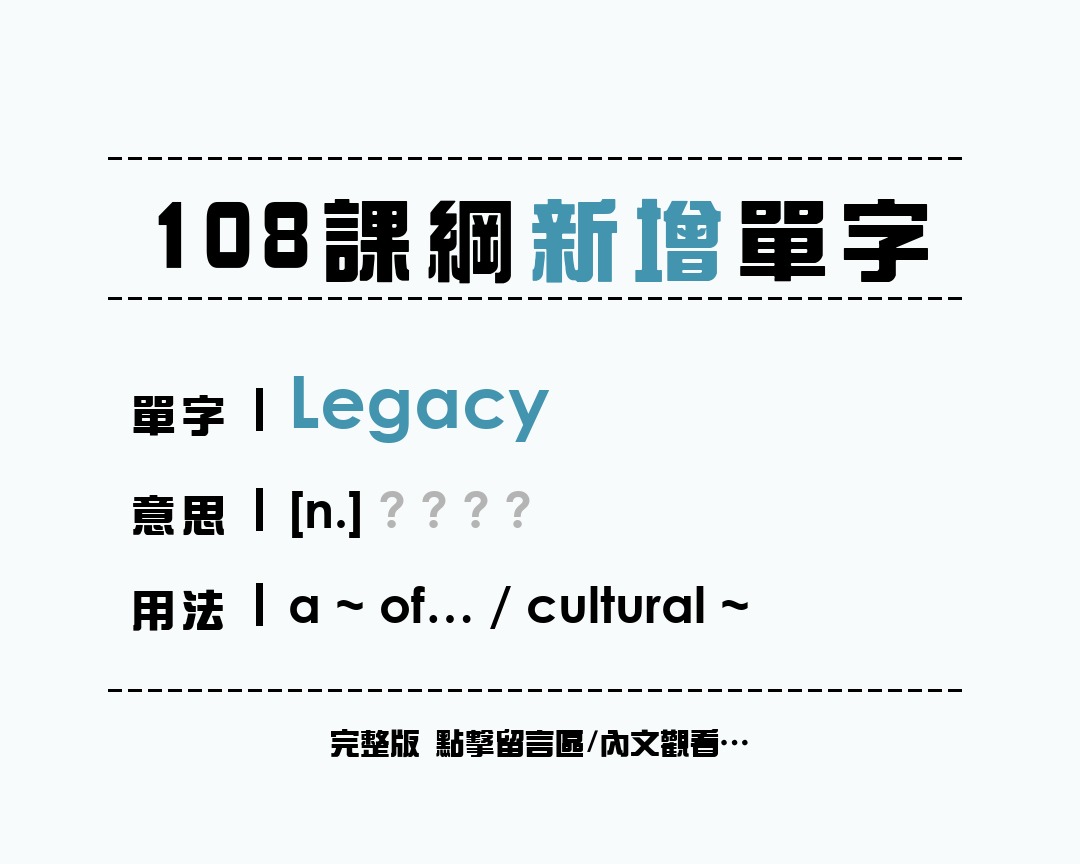 108課綱新增單字
單字 | Legacy
意思 | [n.] ? ? ? ?
用法 | a ~ of... / cultural ~
完整版 點擊留言區/內文觀看…